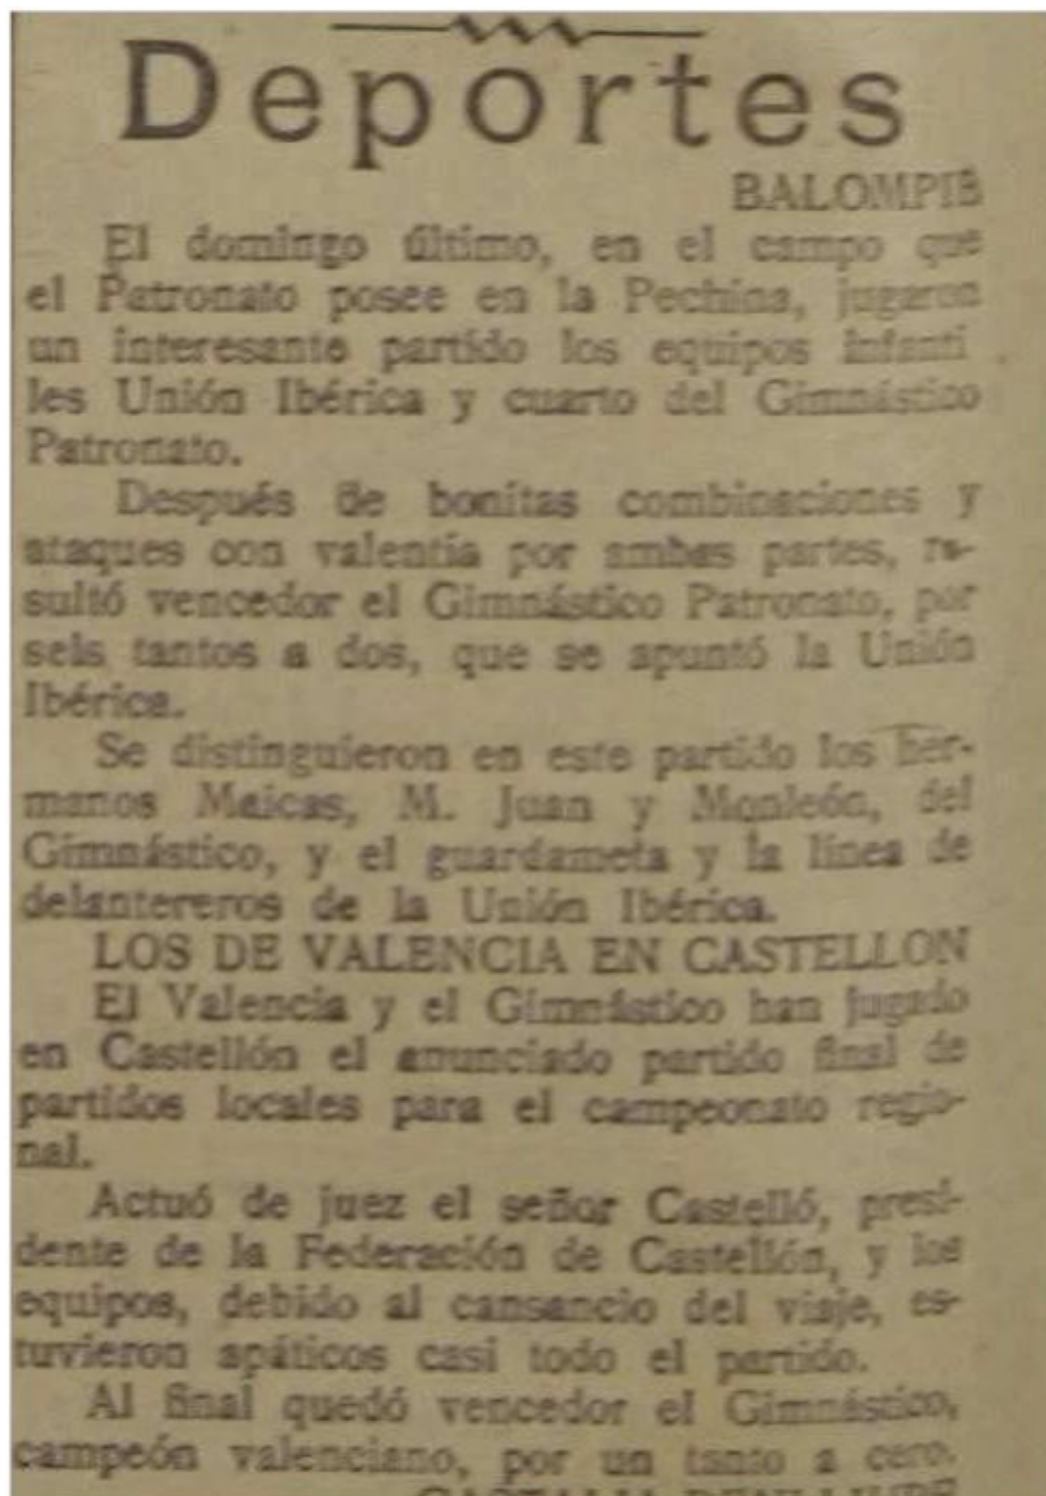 Deportes
BALOMPIE
El domingo último, en el campo que
el Patronato posee en la Pechina, jugaron
un interesante partido los equipos infanti
les Unión Ibérica y cuarto del Gimnástico
Patronato.
Después de bonitas combinaciones y
ataques con valentía por ambas partes, re-
sultó vencedor el Gimnástico Patronato, por
seis tantos a dos, que se apuntó la Unión
Ibérica.
Se distinguieron en este partido los her-
manos Maicas, M. Juan y Monleón, del
Gimnástico, y el guardameta y la línea de
delantereros de la Unión Ibérica.
LOS DE VALENCIA EN CASTELLON
El Valencia y el Gimnástico han jugado
en Castellón el anunciado partido final de
partidos locales para el campeonato regio-
nal.
Actuó de juez el señor Castelló, presi-
dente de la Federación de Castellón, y los
equipos, debido al cansancio del viaje, es-
tuvieron apáticos casi todo el partido.
Al final quedó vencedor el Gimnástico,
campeón valenciano, por un tanto a cero.